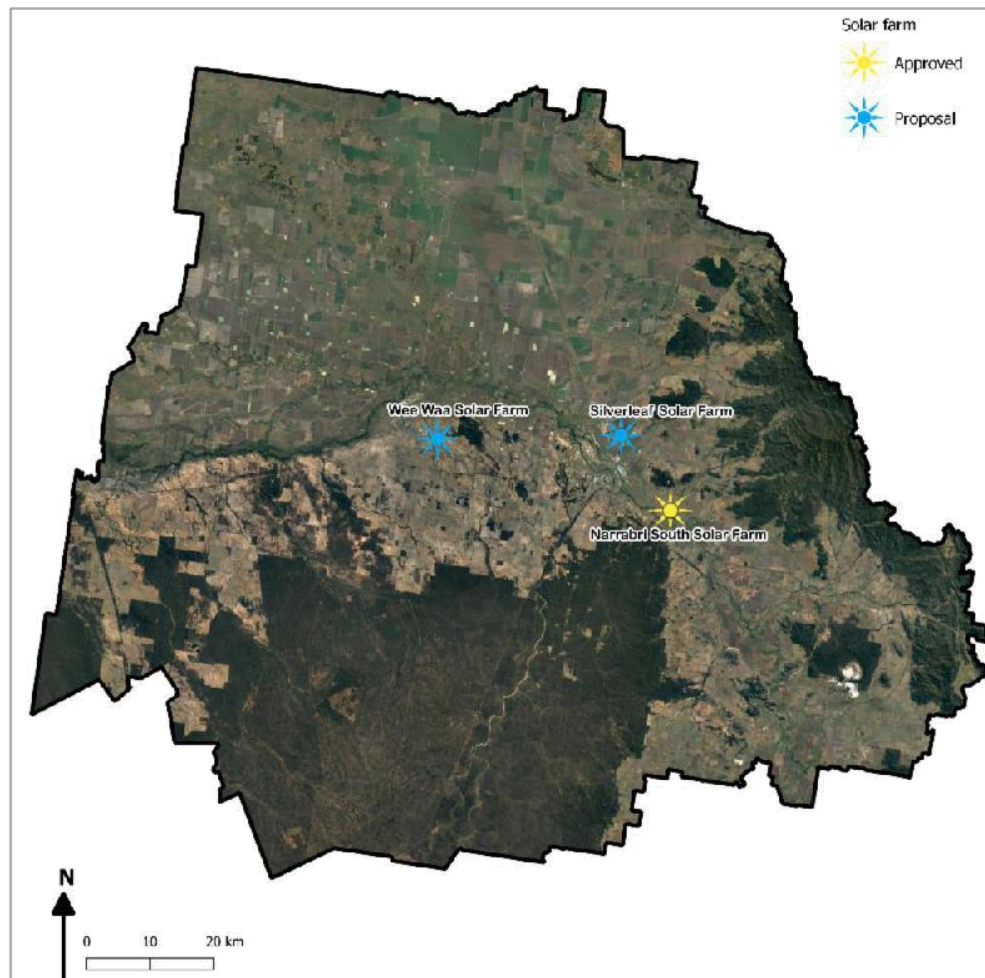 Solar farm
Approved
Proposal
Wee Waa Solar Farm
Silverleaf Solar Farm
Narrabri South Solar Farm
N
0 10 20 km